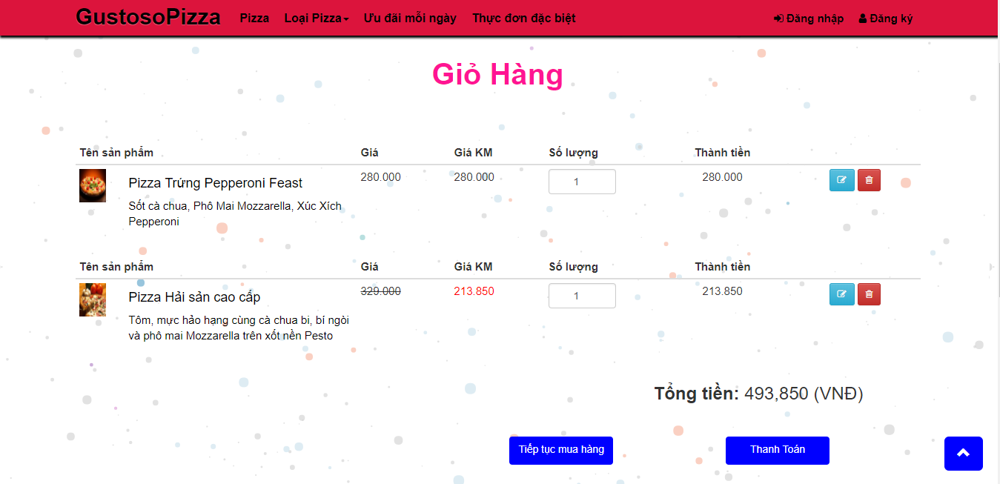 GustosoPizza Pizza Loại Pizza Ưu đãi mỗi ngày Thực đơn đặc biệt Đăng nhập Đăng ký
Giỏ Hàng
Tên sản phẩm Giá Giá KM Số lượng Thành tiền
Pizza Trứng Pepperoni Feast 280.000 280.000 1 280.000
Sốt cà chua, Phô Mai Mozzarella, Xúc Xích
Pepperoni
Tên sản phẩm Giá Giá KM Số lượng Thành tiền
Pizza Hải sản cao cấp 329.000 213.850 1 213.850
Tôm, mực hảo hạng cùng cà chua bi, bí ngòi
và phô mai Mozzarella trên xốt nền Pesto
Tổng tiền: 493,850 (VNĐ)
Tiếp tục mua hàng Thanh Toán